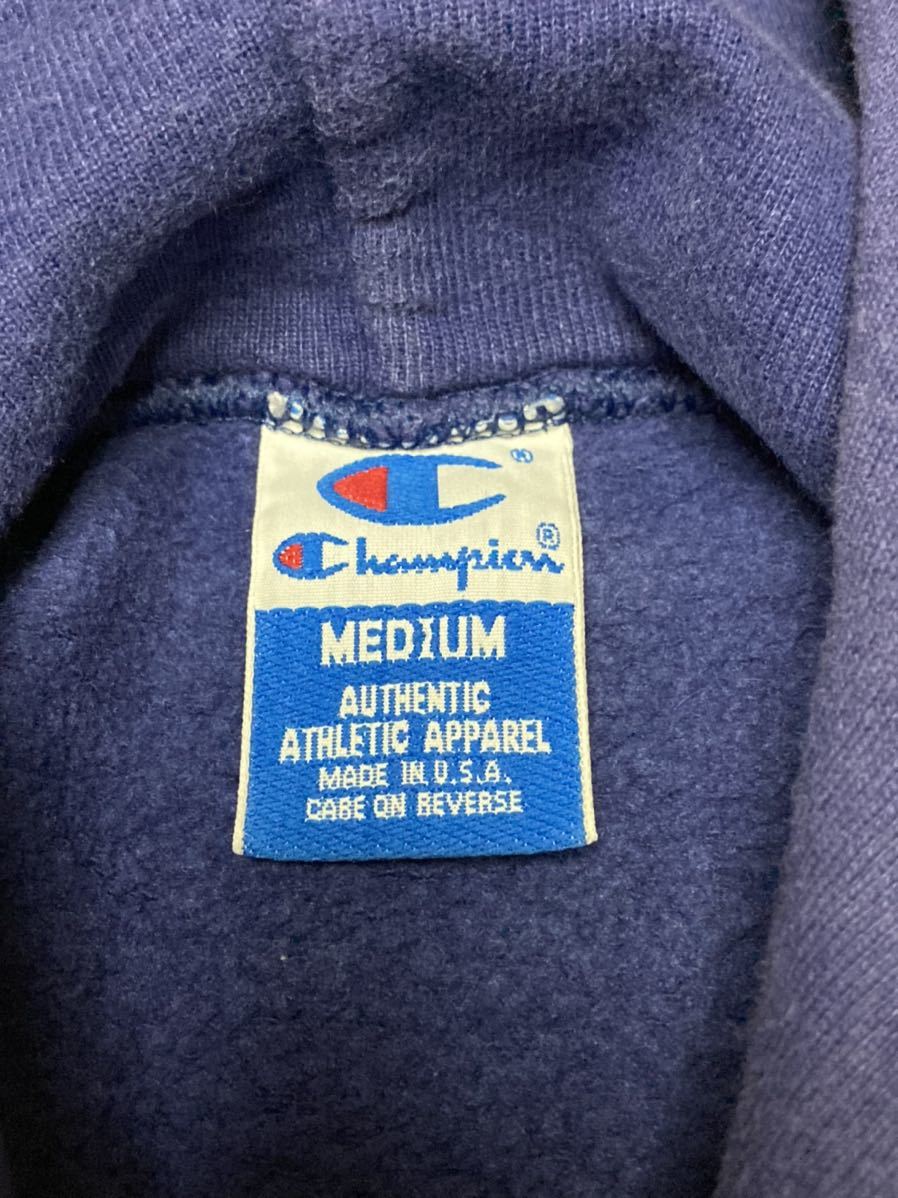 Champion®
MEDIUM
AUTHENTIC
ATHLETIC APPAREL
MADE IN U.S.A.
CARE ON REVERSE